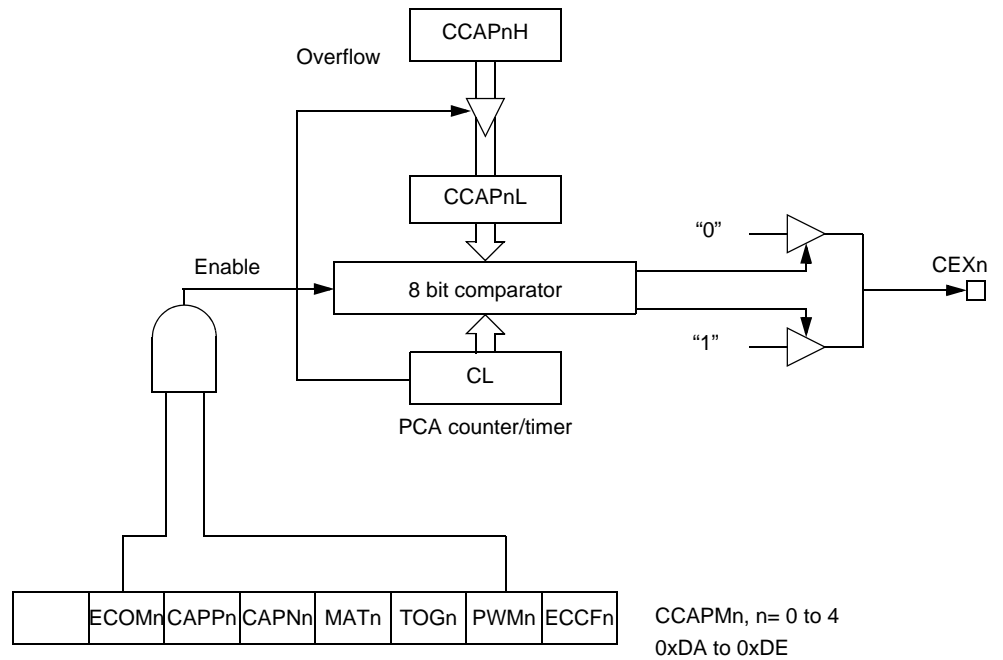 CCAPnH
Overflow
CCAPnL
“0”
Enable
CEXn
8 bit comparator
“1”
CL
PCA counter/timer
ECOMn CAPPn CAPNn MATn TOGn PWMn ECCFn
CCAPMn, n= 0 to 4
0xDA to 0xDE